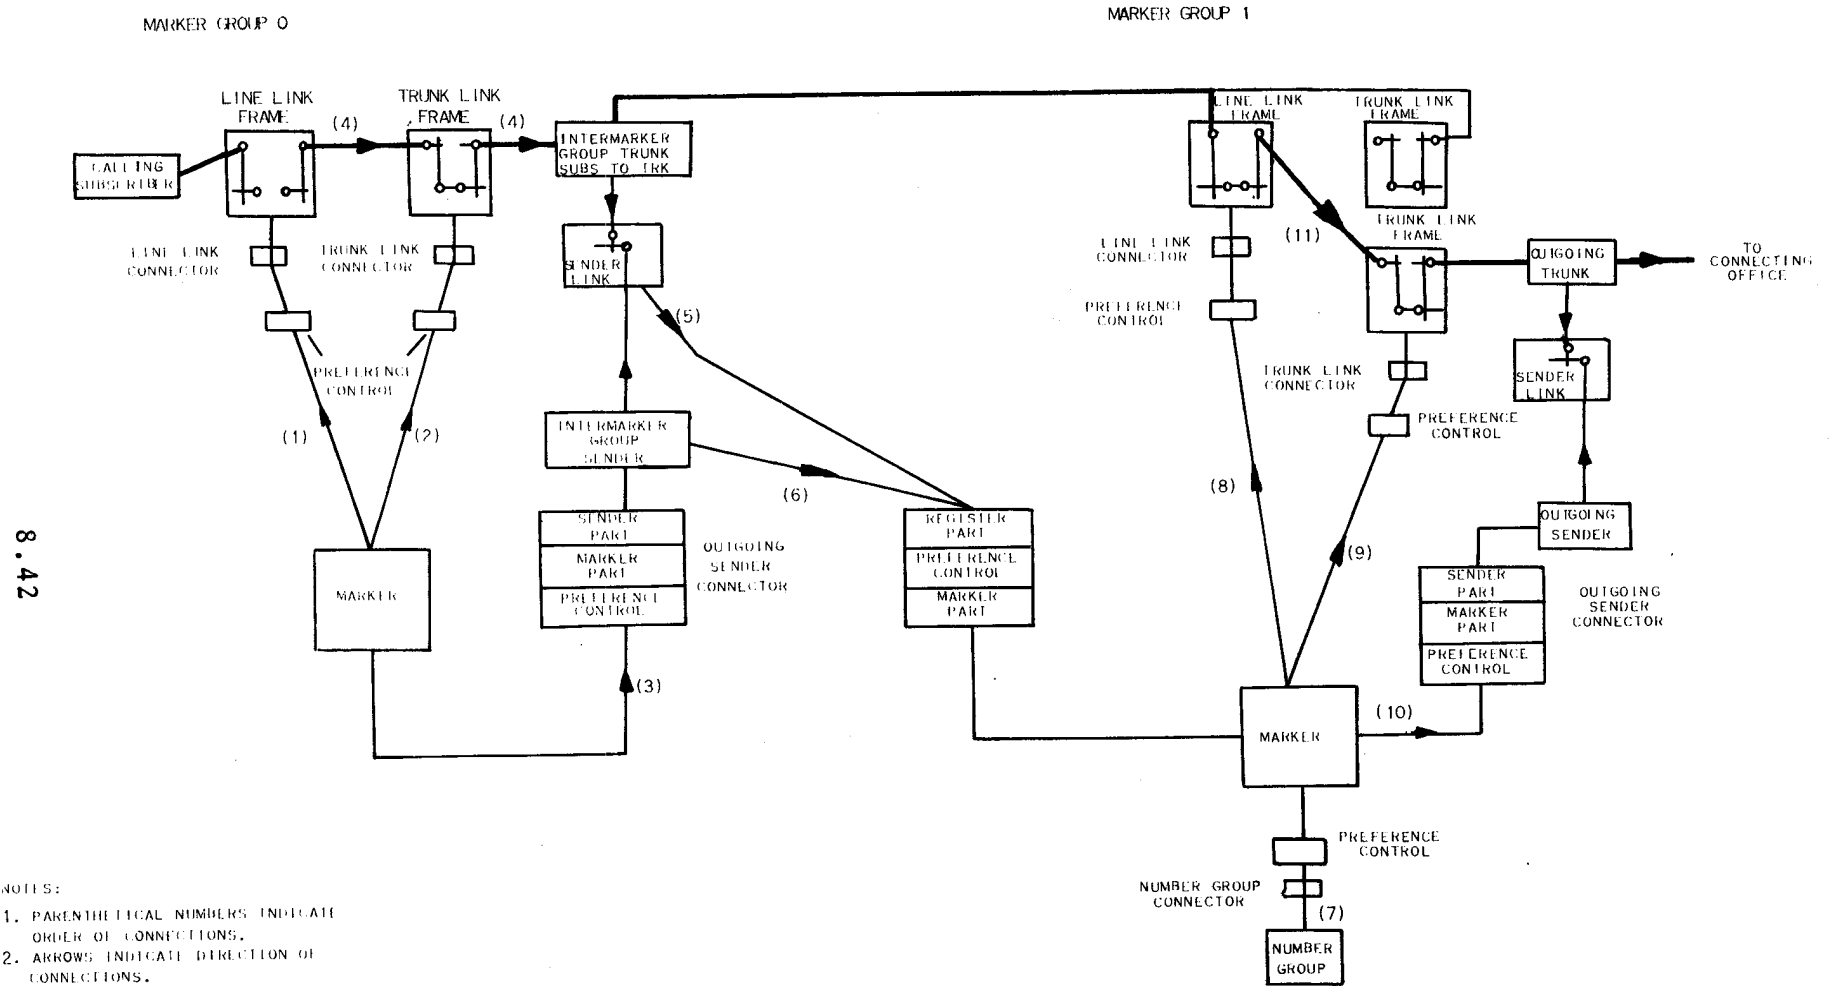 MARKER GROUP 0
MARKER GROUP 1
LINE LINK
FRAME
TRUNK LINK
FRAME
(4)
(4)
CALLING
SUBSCRIBER
INTERMARKER
GROUP TRUNK
SUBS TO TRK
LINE LINK
FRAME
TRUNK LINK
FRAME
LINE LINK
CONNECTOR
TRUNK LINK
CONNECTOR
SENDER
LINK
(5)
PREFERENCE
CONTROL
(1)
(2)
INTERMARKER
GROUP
SENDER
(6)
MARKER
SENDER
PART
MARKER
PART
PREFERENCE
CONTROL
OUTGOING
SENDER
CONNECTOR
(3)
REGISTER
PART
PREFERENCE
CONTROL
MARKER
PART
LINE LINK
CONNECTOR
PREFERENCE
CONTROL
(11)
TRUNK LINK
FRAME
OUTGOING
TRUNK
TO
CONNECTING
OFFICE
TRUNK LINK
CONNECTOR
PREFERENCE
CONTROL
SENDER
LINK
(8)
(9)
OUTGOING
SENDER
SENDER
PART
MARKER
PART
PREFERENCE
CONTROL
OUTGOING
SENDER
CONNECTOR
(10)
MARKER
PREFERENCE
CONTROL
NUMBER GROUP
CONNECTOR
(7)
NUMBER
GROUP
8.42
NOTES:
1. PARENTHETICAL NUMBERS INDICATE
ORDER OF CONNECTIONS.
2. ARROWS INDICATE DIRECTION OF
CONNECTIONS.